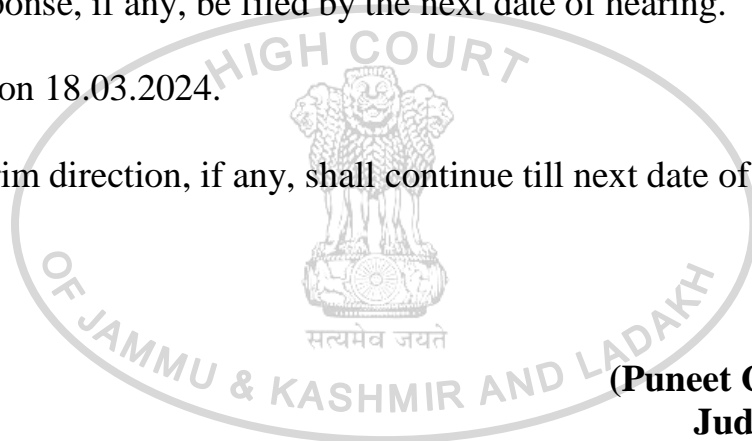 ponse, if any, be filed by the next date of hearing.
on 18.03.2024.
rim direction, if any, shall continue till next date of
HIGH COURT
OF JAMMU & KASHMIR AND LADAKH
सत्यमेव जयते
(Puneet
Jud